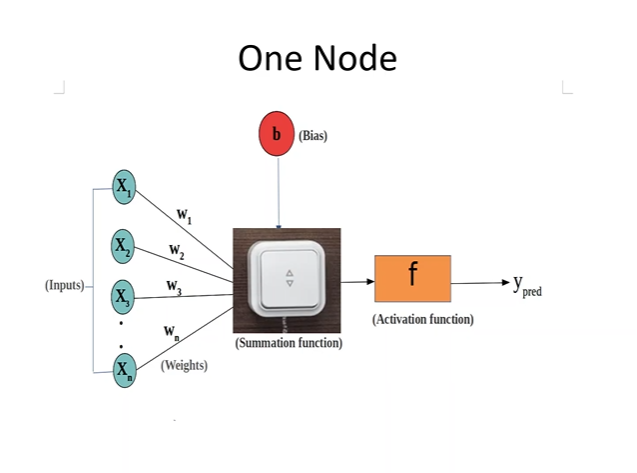 One Node
b (Bias)
X1
w1
X2
w2
(Inputs)
X3
w3
f
ypred
wn
(Activation function)
(Summation function)
Xn
(Weights)